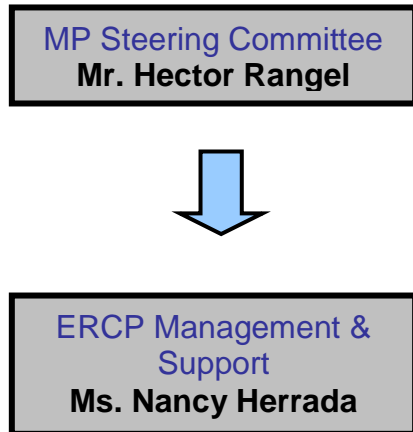 MP Steering Committee
Mr. Hector Rangel
ERCP Management &
Support
Ms. Nancy Herrada